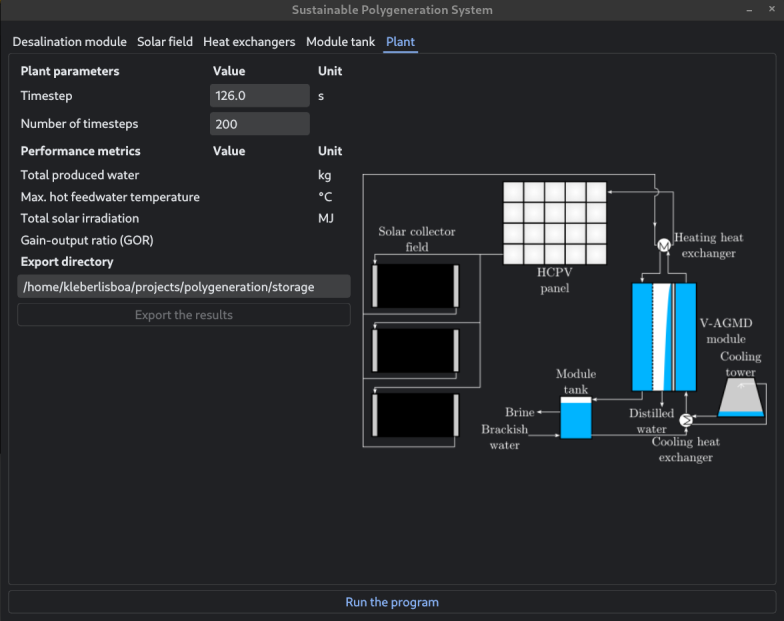 Sustainable Polygeneration System
Desalination module Solar field Heat exchangers Module tank Plant
Plant parameters Value Unit
Timestep 126.0 s
Number of timesteps 200
Performance metrics Value Unit
Total produced water kg
Max. hot feedwater temperature °C
Total solar irradiation MJ
Gain-output ratio (GOR)
Export directory
/home/kleberlisboa/projects/polygeneration/storage
Export the results
Solar collector
field
HCPV
panel
M
Heating heat
exchanger
V-AGMD
module
Cooling
tower
Module
tank
Brine
Brackish
water
Distilled
water
Cooling heat
exchanger
Run the program